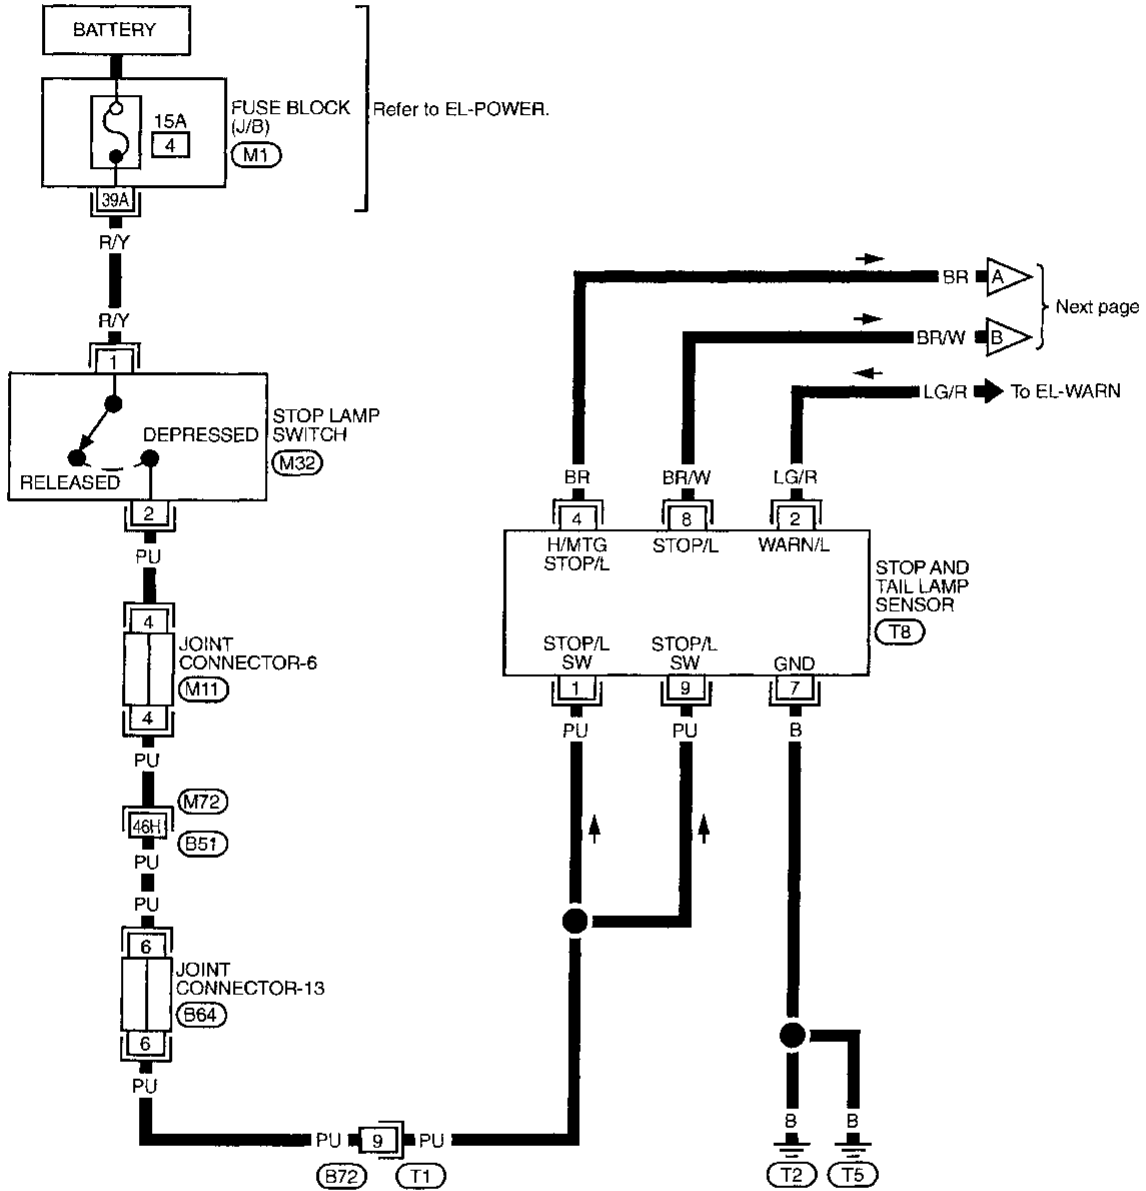 BATTERY
15A
4
FUSE BLOCK
(J/B)
M1
Refer to EL-POWER.
39A
R/Y
R/Y
1
DEPRESSED
RELEASED
STOP LAMP
SWITCH
M32
2
PU
4
JOINT
CONNECTOR-6
M11
4
PU
M72
46H
B51
PU
PU
6
JOINT
CONNECTOR-13
B64
6
PU
PU
9
PU
B72
T1
BR
A
BR/W
B
Next page
LG/R
To EL-WARN
BR
BR/W
LG/R
4
8
2
H/MTG
STOP/L
STOP/L
WARN/L
STOP AND
TAIL LAMP
SENSOR
T8
STOP/L
SW
STOP/L
SW
GND
1
9
7
PU
PU
B
B
B
T2
T5